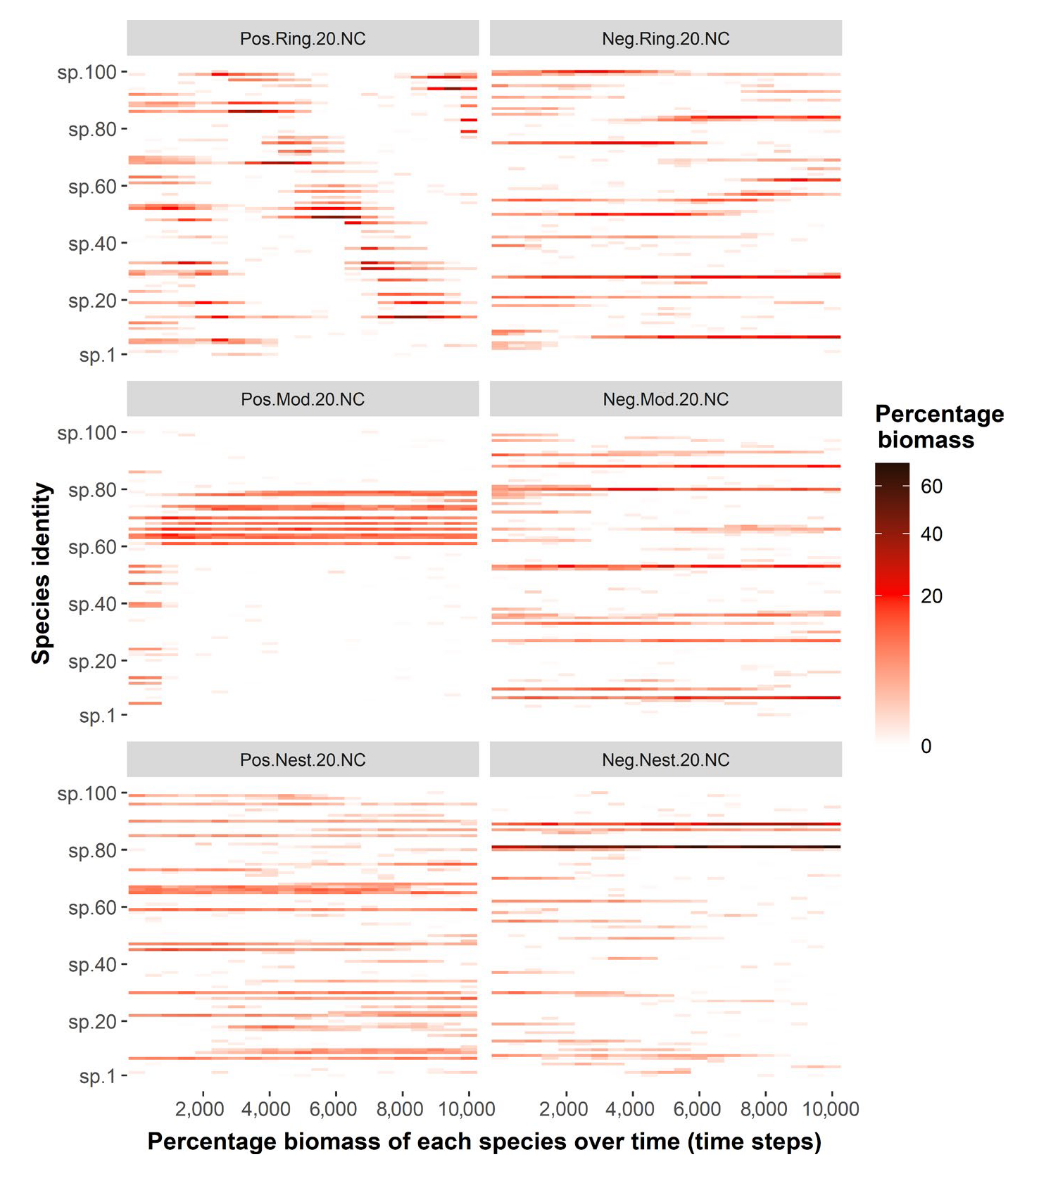 Pos.Ring.20.NC Neg.Ring.20.NC
sp.100
sp.80
sp.60
sp.40
sp.20
sp.1
Pos.Mod.20.NC Neg.Mod.20.NC
sp.100
sp.80
sp.60
sp.40
sp.20
sp.1
Pos.Nest.20.NC Neg.Nest.20.NC
sp.100
sp.80
sp.60
sp.40
sp.20
sp.1
Species identity
2,000 4,000 6,000 8,000 10,000 2,000 4,000 6,000 8,000 10,000
Percentage biomass of each species over time (time steps)
Percentage
biomass
60
40
20
0